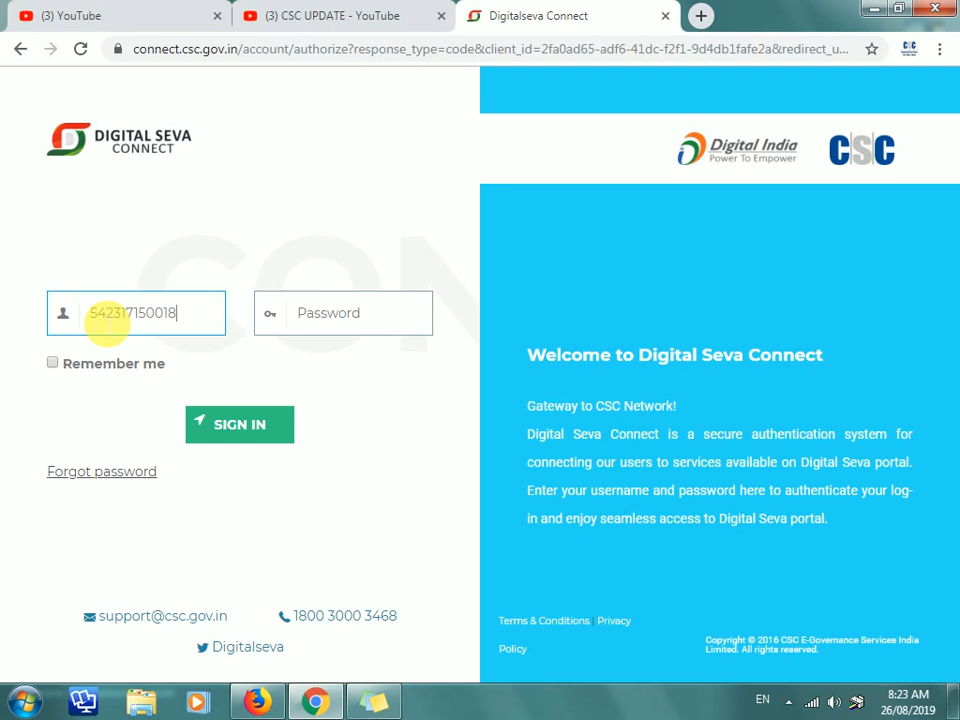 (3) YouTube
(3) CSC UPDATE - YouTube
Digitalseva Connect
connect.csc.gov.in/account/authorize?response_type=code&client_id=2fa0ad65-adf6-41dc-f2f1-9d4db1fafe2a&redirect_u...
CSC
DIGITAL SEVA
CONNECT
Digital India
Power To Empower
CSC
CON
542317150018
Password
Remember me
SIGN IN
Forgot password
support@csc.gov.in
1800 3000 3468
Digitalseva
Welcome to Digital Seva Connect
Gateway to CSC Network!
Digital Seva Connect is a secure authentication system for
connecting our users to services available on Digital Seva portal.
Enter your username and password here to authenticate your log-
in and enjoy seamless access to Digital Seva portal.
Terms & Conditions | Privacy
Policy
Copyright © 2016 CSC E-Governance Services India
Limited. All rights reserved.
EN
8:23 AM
26/08/2019